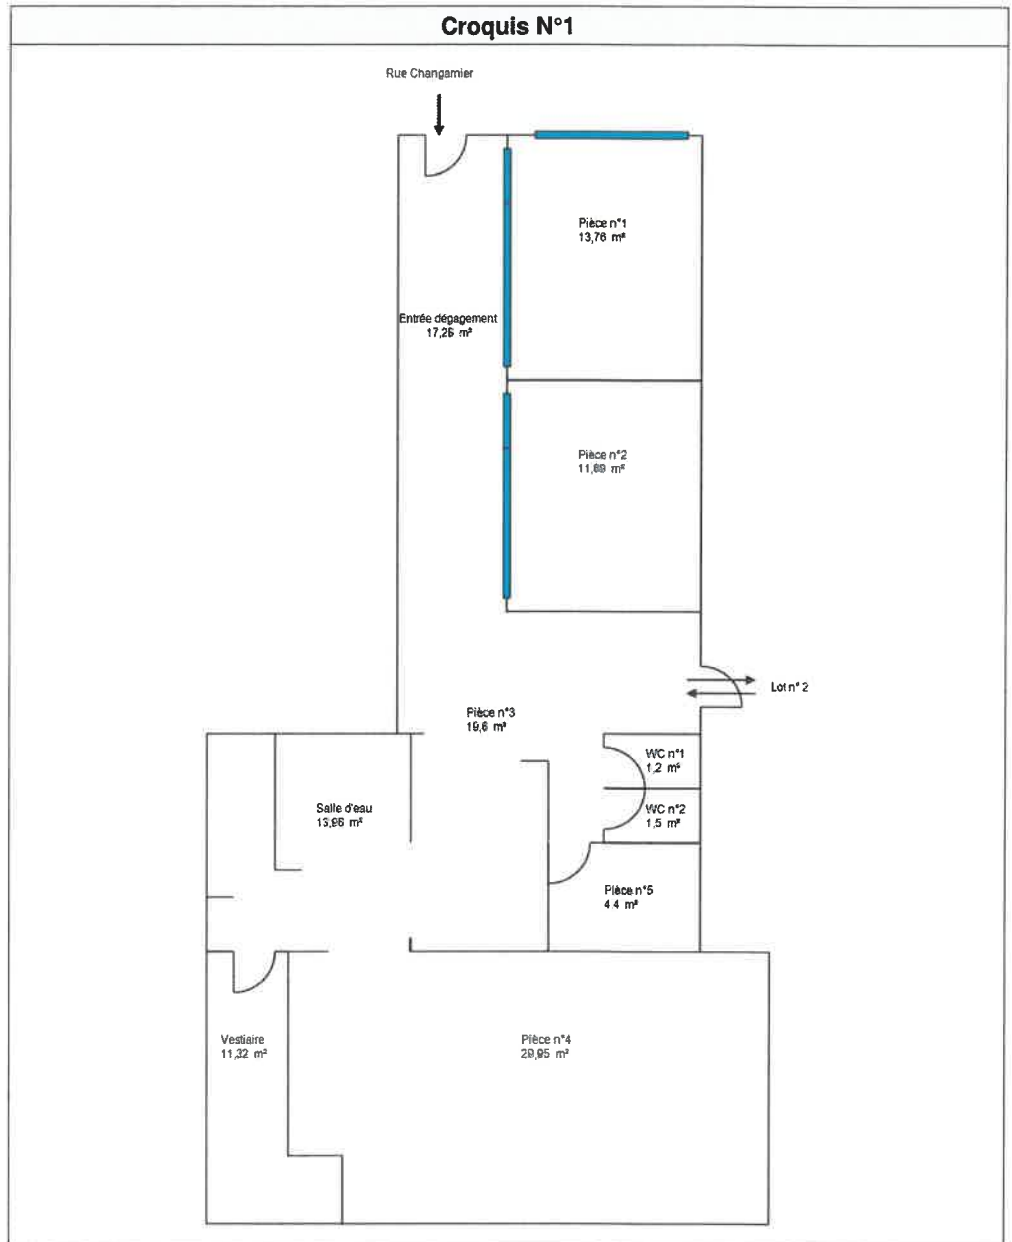 Croquis N°1
Rue Changarnier
Pièce n°1
13,76 m²
Entrée dégagement
17,26 m²
Pièce n°2
11,69 m²
Lot n° 2
Pièce n°3
19,6 m²
WC n°1
1,2 m²
Salle d'eau
13,96 m²
WC n°2
1,5 m²
Pièce n°5
4,4 m²
Vestiaire
11,32 m²
Pièce n°4
29,95 m²